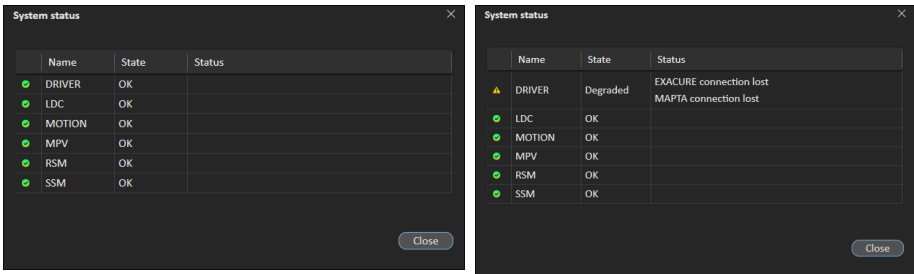 System status
Name State Status
DRIVER OK
LDC OK
MOTION OK
MPV OK
RSM OK
SSM OK
Close
System status
Name State Status
DRIVER Degraded EXACURE connection lost
MAPTA connection lost
LDC OK
MOTION OK
MPV OK
RSM OK
SSM OK
Close